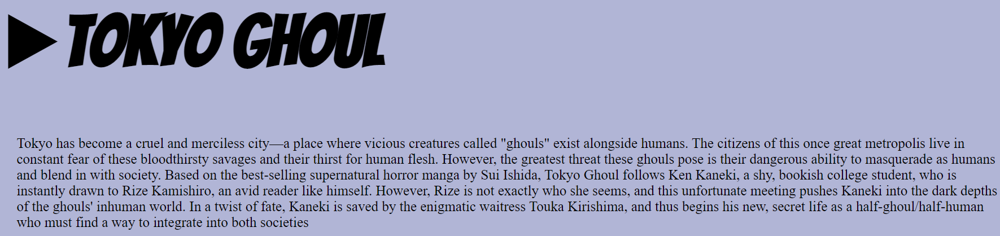 TOKYO GHOUL
Tokyo has become a cruel and merciless city—a place where vicious creatures called "ghouls" exist alongside humans. The citizens of this once great metropolis live in
constant fear of these bloodthirsty savages and their thirst for human flesh. However, the greatest threat these ghouls pose is their dangerous ability to masquerade as humans
and blend in with society. Based on the best-selling supernatural horror manga by Sui Ishida, Tokyo Ghoul follows Ken Kaneki, a shy, bookish college student, who is
instantly drawn to Rize Kamishiro, an avid reader like himself. However, Rize is not exactly who she seems, and this unfortunate meeting pushes Kaneki into the dark depths
of the ghouls' inhuman world. In a twist of fate, Kaneki is saved by the enigmatic waitress Touka Kirishima, and thus begins his new, secret life as a half-ghoul/half-human
who must find a way to integrate into both societies